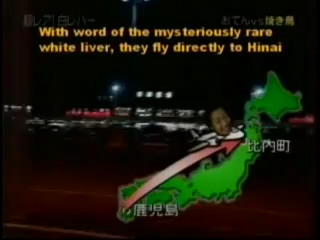 超レア!白レバー
おでんvs焼き鳥
With word of the mysteriously rare
white liver, they fly directly to Hinai
比内町
鹿児島